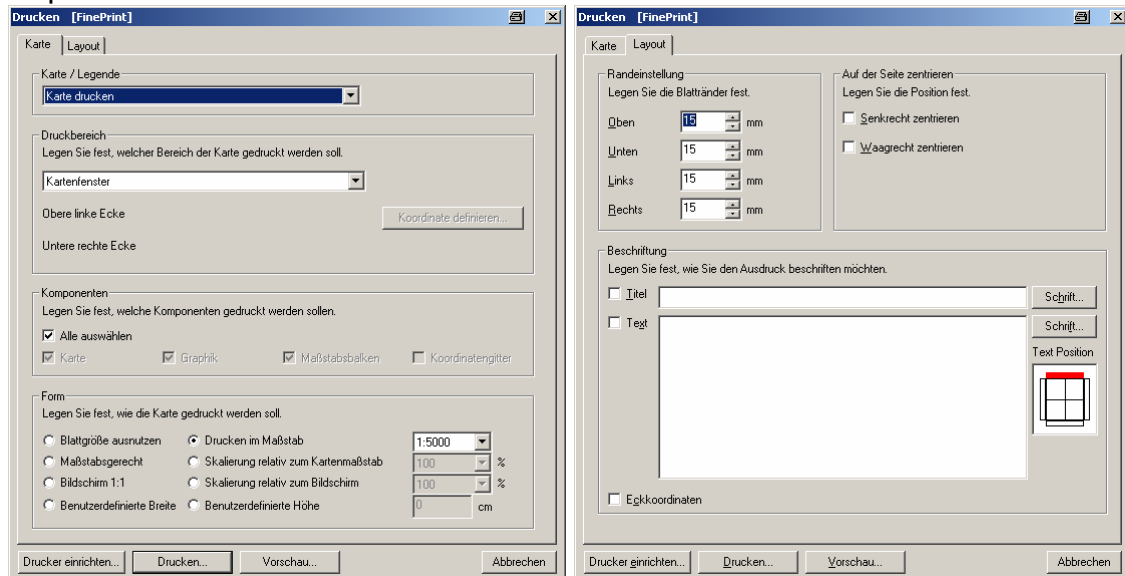 Drucken [FinePrint]
Karte Layout
Karte / Legende
Karte drucken
Druckbereich
Legen Sie fest, welcher Bereich der Karte gedruckt werden soll.
Kartenfenster
Obere linke Ecke
Koordinate definieren...
Untere rechte Ecke
Komponenten
Legen Sie fest, welche Komponenten gedruckt werden sollen.
Alle auswählen
Karte Graphik Maßstabsbalken Koordinatengitter
Form
Legen Sie fest, wie die Karte gedruckt werden soll.
Blattgröße ausnutzen Drucken im Maßstab 1:5000
Maßstabsgerecht Skalierung relativ zum Kartenmaßstab 100 %
Bildschirm 1:1 Skalierung relativ zum Bildschirm 100 %
Benutzerdefinierte Breite Benutzerdefinierte Höhe 0 cm
Drucker einrichten... Drucken... Vorschau... Abbrechen
Drucken [FinePrint]
Karte Layout
Randeinstellung
Legen Sie die Blattränder fest.
Oben 15 mm
Unten 15 mm
Links 15 mm
Rechts 15 mm
Auf der Seite zentrieren
Legen Sie die Position fest.
Senkrecht zentrieren
Waagrecht zentrieren
Beschriftung
Legen Sie fest, wie Sie den Ausdruck beschriften möchten.
Titel Schrift...
Text Schrift...
Text Position
Eckkoordinaten
Drucker einrichten... Drucken... Vorschau... Abbrechen